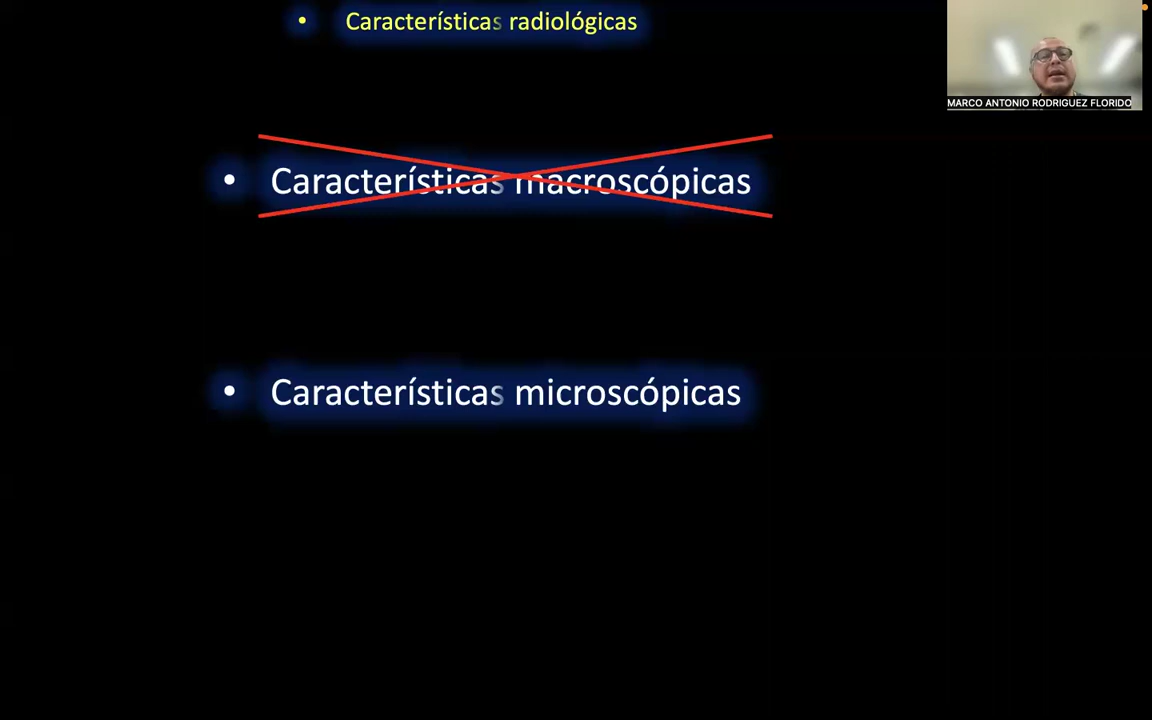 • Características radiológicas
MARCO ANTONIO RODRIGUEZ FLORIDO
• Características macroscópicas
• Características microscópicas